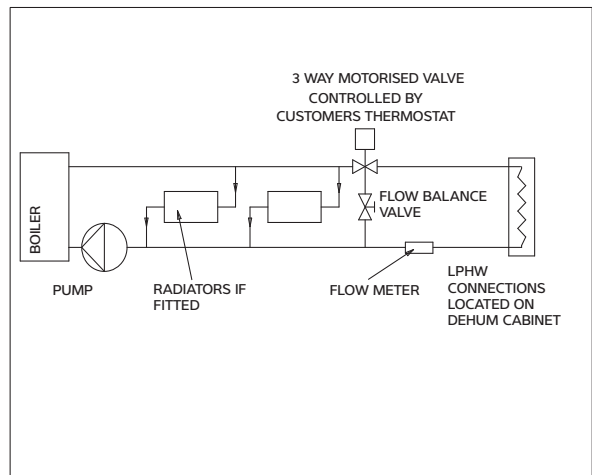 3 WAY MOTORISED VALVE
CONTROLLED BY
CUSTOMERS THERMOSTAT
BOILER
FLOW BALANCE
VALVE
PUMP
RADIATORS IF
FITTED
FLOW METER
LPHW
CONNECTIONS
LOCATED ON
DEHUM CABINET